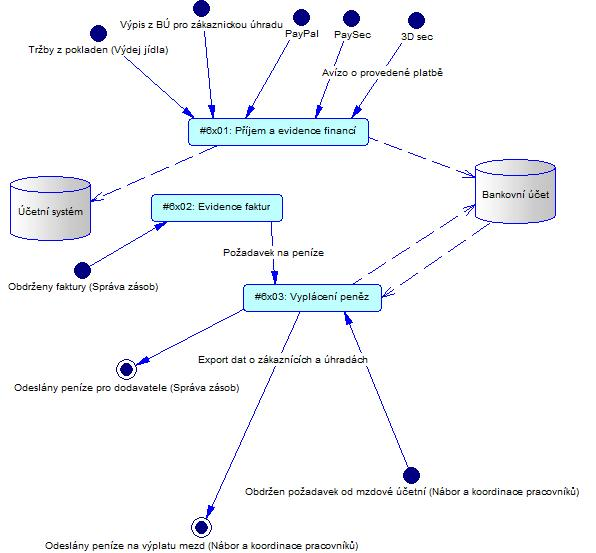 Výpis z BÚ pro zákaznickou úhradu
PayPal
PaySec
3D sec
Tržby z pokladen (Výdej jídla)
Avízo o provedené platbě
#6x01: Příjem a evidence financí
Účetní systém
Bankovní účet
#6x02: Evidence faktur
Požadavek na peníze
Obdrženy faktury (Správa zásob)
#6x03: Vyplácení peněz
Export dat o zákaznících a úhradách
Odeslány peníze pro dodavatele (Správa zásob)
Obdržen požadavek od mzdové účetní (Nábor a koordinace pracovníků)
Odeslány peníze na výplatu mezd (Nábor a koordinace pracovníků)